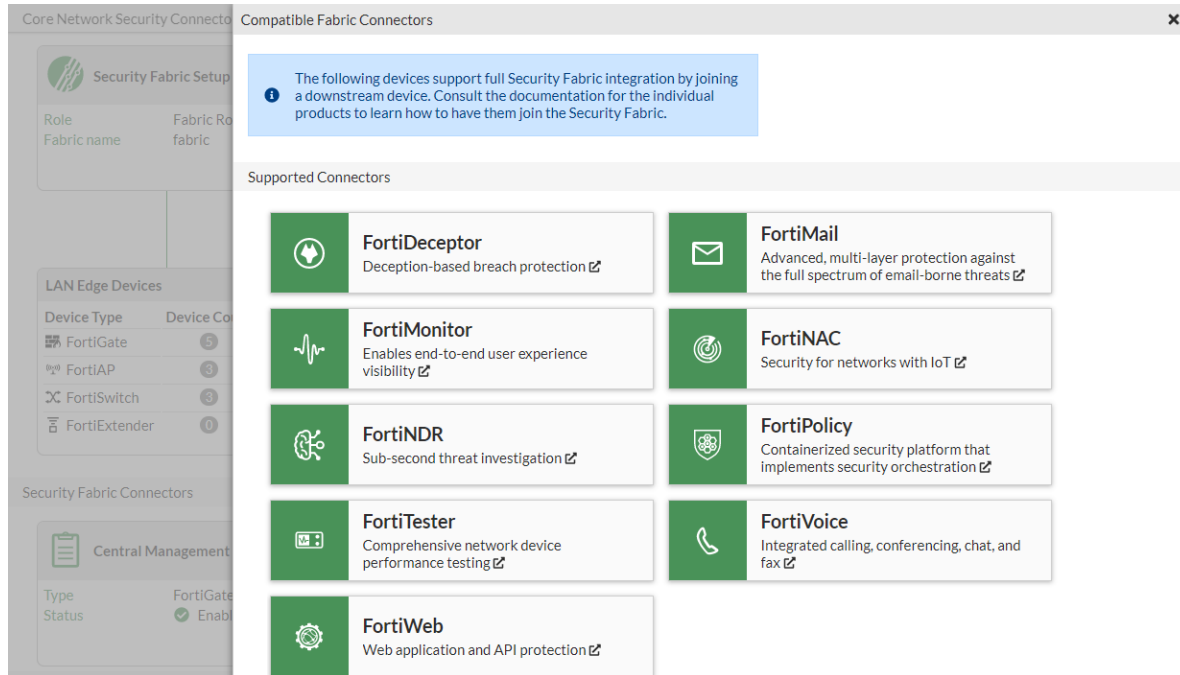 Core Network Security Connecto
Compatible Fabric Connectors
Security Fabric Setup
Role Fabric Ro
Fabric name fabric
LAN Edge Devices
Device Type Device Cou
FortiGate 5
FortiAP 3
FortiSwitch 3
FortiExtender 0
Security Fabric Connectors
Central Management
Type FortiGate
Status Enabl
The following devices support full Security Fabric integration by joining
a downstream device. Consult the documentation for the individual
products to learn how to have them join the Security Fabric.
Supported Connectors
FortiDeceptor
Deception-based breach protection
FortiMail
Advanced, multi-layer protection against
the full spectrum of email-borne threats
FortiMonitor
Enables end-to-end user experience
visibility
FortiNAC
Security for networks with IoT
FortiNDR
Sub-second threat investigation
FortiPolicy
Containerized security platform that
implements security orchestration
FortiTester
Comprehensive network device
performance testing
FortiVoice
Integrated calling, conferencing, chat, and
fax
FortiWeb
Web application and API protection